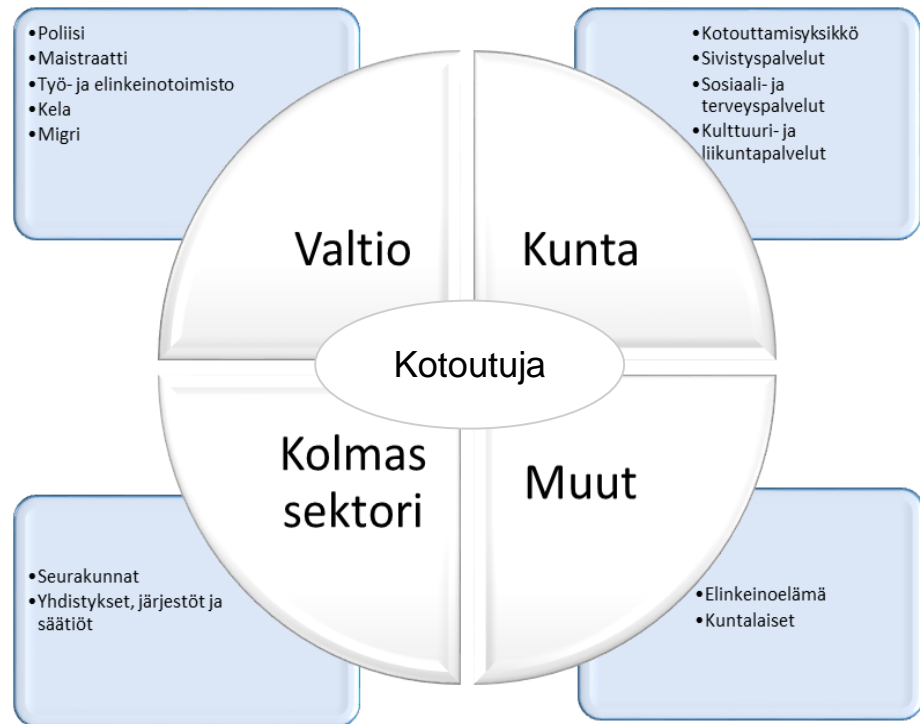 •Poliisi
•Maistraatti
•Työ- ja elinkeinotoimisto
•Kela
•Migri
•Kotouttamisyksikkö
•Sivistyspalvelut
•Sosiaali- ja
terveyspalvelut
•Kulttuuri- ja
liikuntapalvelut
Valtio
Kunta
Kotoutuja
Kolmas
sektori
Muut
•Seurakunnat
•Yhdistykset, järjestöt ja
säätiöt
•Elinkeinoelämä
•Kuntalaiset